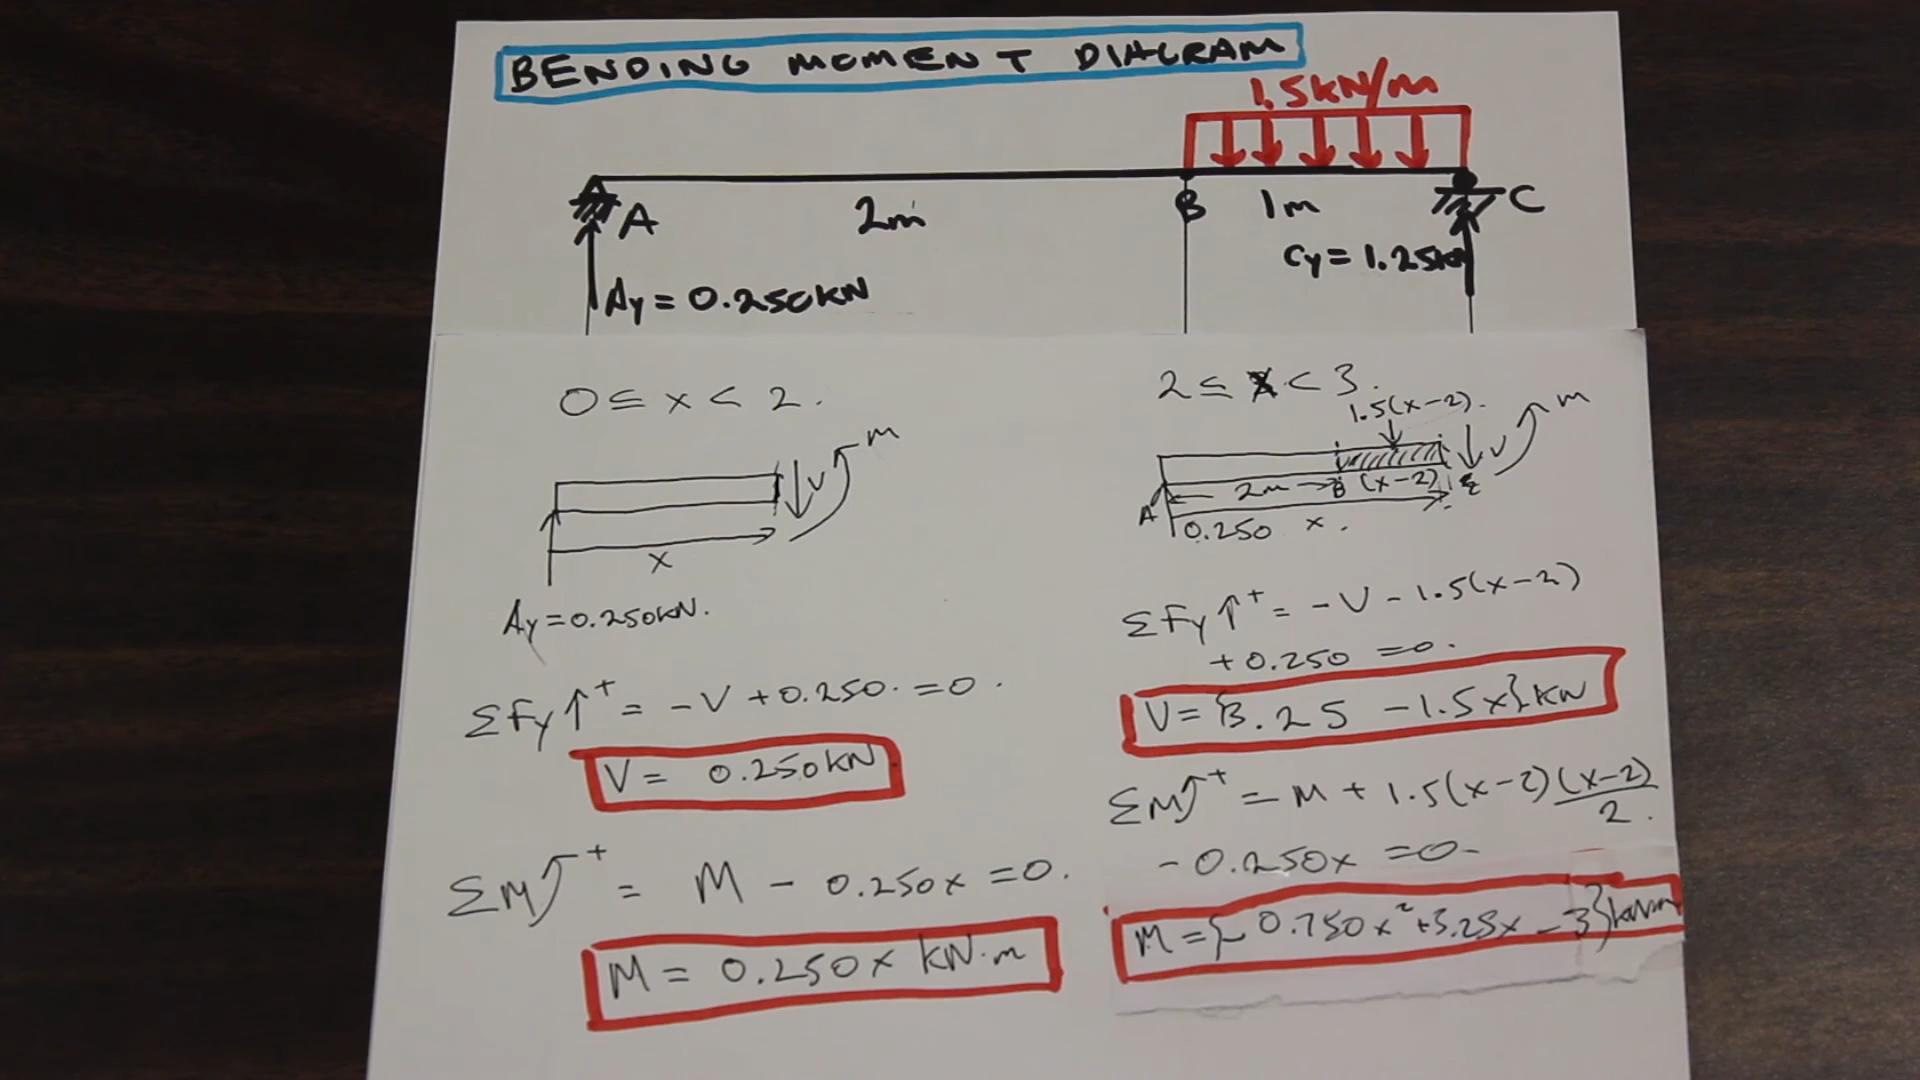 BENDING MOMENT DIAGRAM
1.5kN/m
A
2m
B
1m
C
Ay = 0.250kN
Cy = 1.25kN
0 ≤ x < 2.
M
V
x
Ay = 0.250kN.
ΣFy↑+ = -V + 0.250. = 0.
V = 0.250kN
ΣM+ = M - 0.250x = 0.
M = 0.250x kN.m
2 ≤ x < 3.
1.5(x-2).
M
V
2m
B
(x-2)
A
0.250 x.
ΣFy↑+ = -V - 1.5(x-2)
+0.250 = 0.
V = {3.25 - 1.5x}kN
ΣM+ = M + 1.5(x-2)(x-2)/2.
-0.250x = 0-
M = {-0.750x²+3.25x - 3}kNm